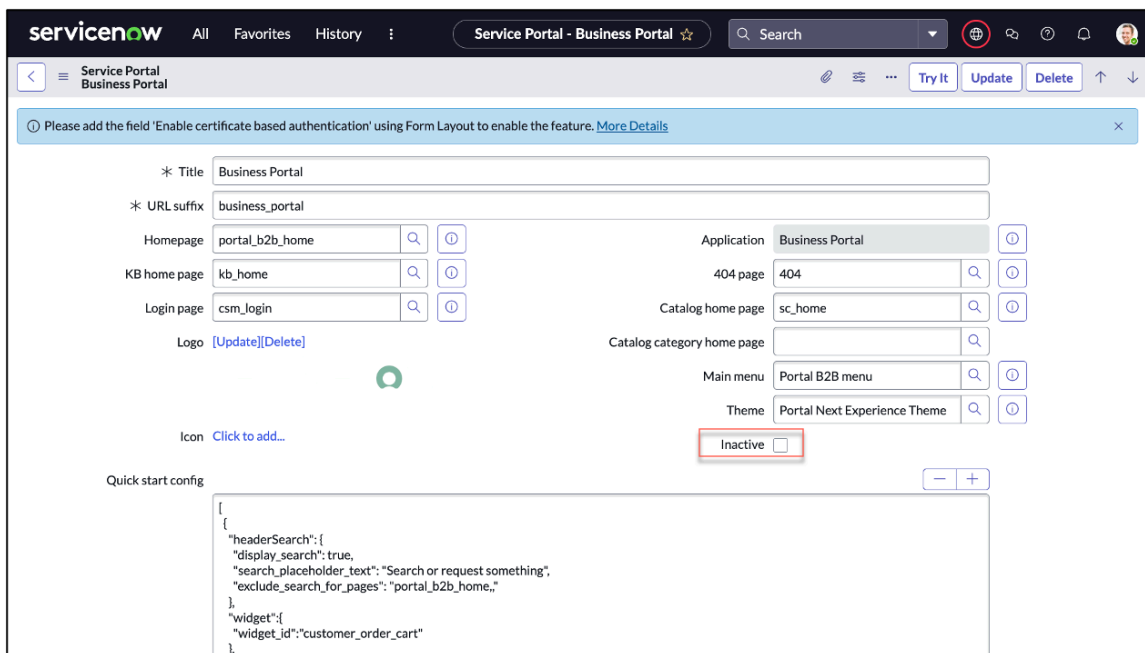 servicenow All Favorites History Service Portal - Business Portal Search
Service Portal
Business Portal
Try It Update Delete
Please add the field 'Enable certificate based authentication' using Form Layout to enable the feature. More Details
Title Business Portal
URL suffix business_portal
Homepage portal_b2b_home Application Business Portal
KB home page kb_home 404 page 404
Login page csm_login Catalog home page sc_home
Logo [Update][Delete] Catalog category home page
Main menu Portal B2B menu
Theme Portal Next Experience Theme
Icon Click to add...
Inactive
Quick start config
[
{
"headerSearch": {
"display_search": true,
"search_placeholder_text": "Search or request something",
"exclude_search_for_pages": "portal_b2b_home,,"
},
"widget":{
"widget_id":"customer_order_cart"
},